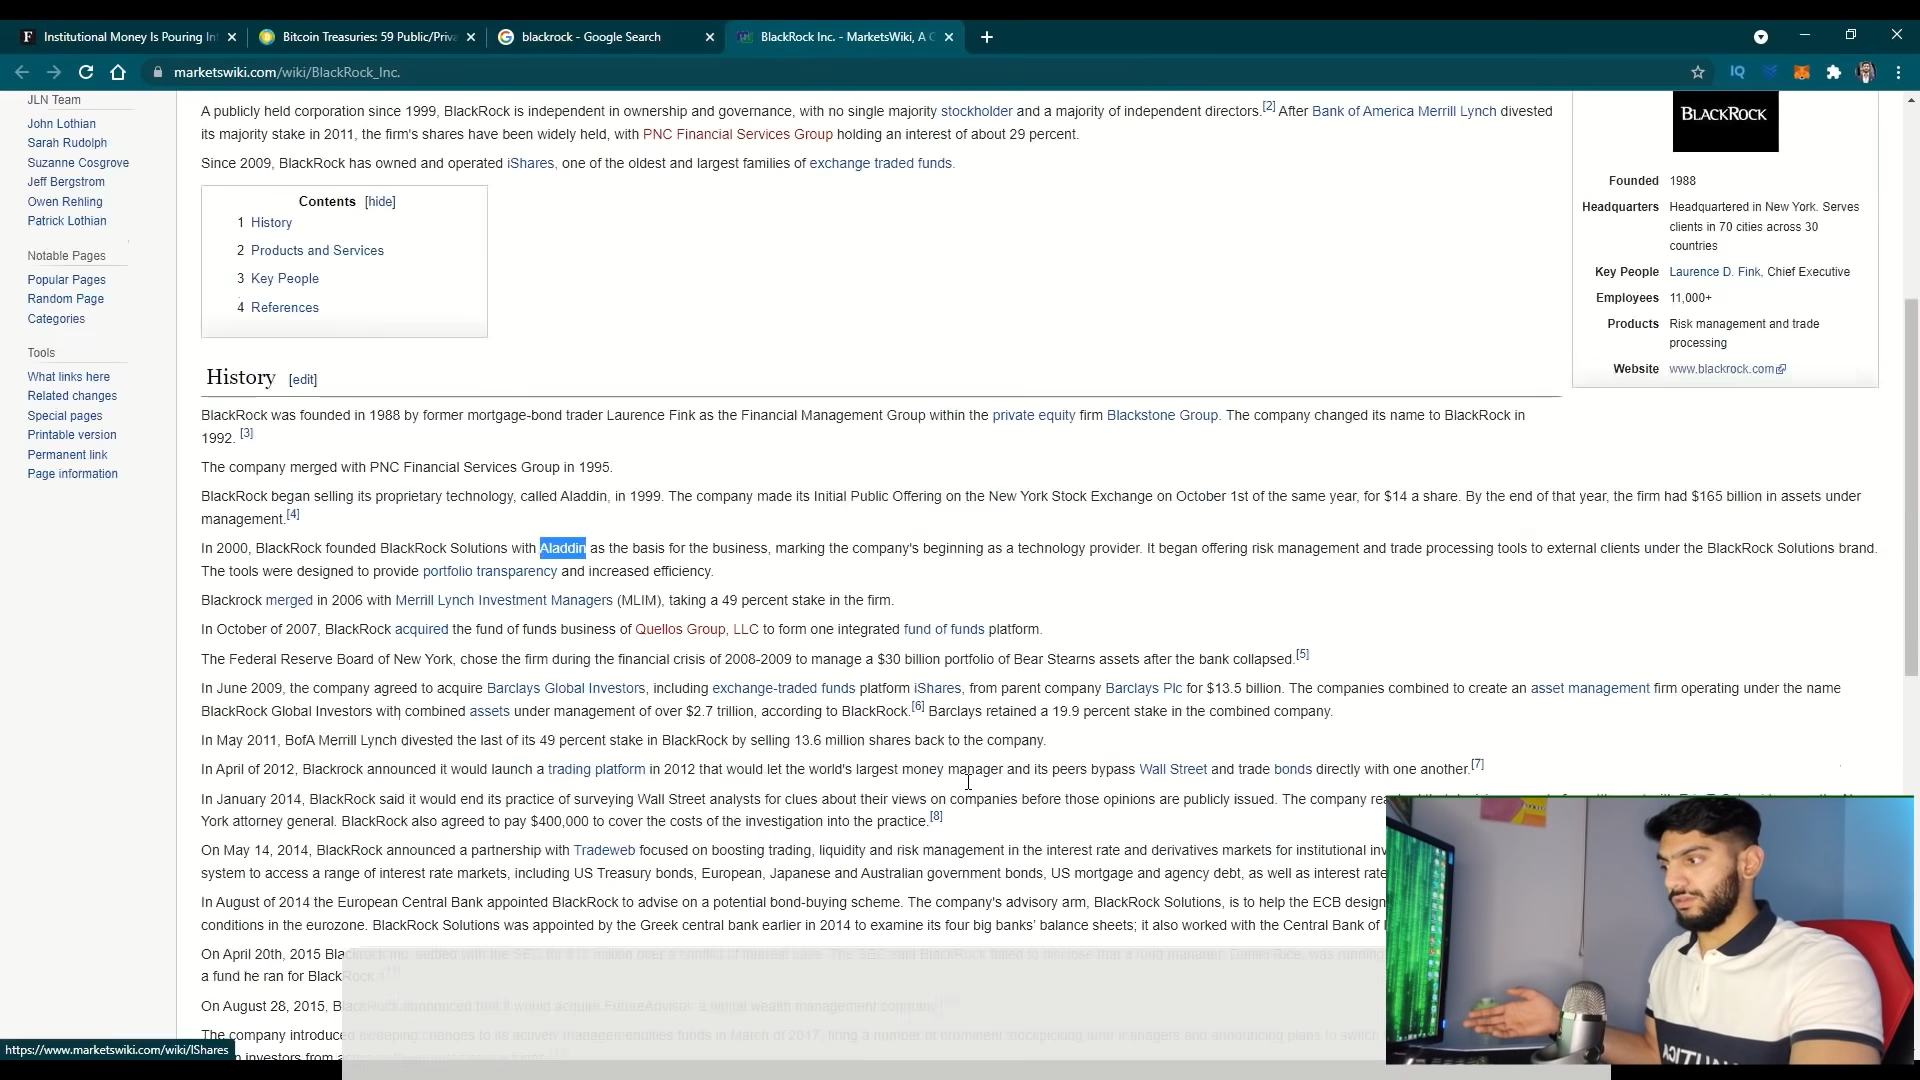 Institutional Money Is Pouring In
Bitcoin Treasuries: 59 Public/Priva
blackrock - Google Search
BlackRock Inc. - MarketsWiki, A C
marketswiki.com/wiki/BlackRock_Inc.
JLN Team
John Lothian
Sarah Rudolph
Suzanne Cosgrove
Jeff Bergstrom
Owen Rehling
Patrick Lothian
Notable Pages
Popular Pages
Random Page
Categories
Tools
What links here
Related changes
Special pages
Printable version
Permanent link
Page information
A publicly held corporation since 1999, BlackRock is independent in ownership and governance, with no single majority stockholder and a majority of independent directors.[2] After Bank of America Merrill Lynch divested
its majority stake in 2011, the firm's shares have been widely held, with PNC Financial Services Group holding an interest of about 29 percent.
Since 2009, BlackRock has owned and operated iShares, one of the oldest and largest families of exchange traded funds.
Contents [hide]
1 History
2 Products and Services
3 Key People
4 References
BLACKROCK
Founded 1988
Headquarters Headquartered in New York. Serves
clients in 70 cities across 30
countries
Key People Laurence D. Fink, Chief Executive
Employees 11,000+
Products Risk management and trade
processing
Website www.blackrock.com
History [edit]
BlackRock was founded in 1988 by former mortgage-bond trader Laurence Fink as the Financial Management Group within the private equity firm Blackstone Group. The company changed its name to BlackRock in
1992. [3]
The company merged with PNC Financial Services Group in 1995.
BlackRock began selling its proprietary technology, called Aladdin, in 1999. The company made its Initial Public Offering on the New York Stock Exchange on October 1st of the same year, for $14 a share. By the end of that year, the firm had $165 billion in assets under
management.[4]
In 2000, BlackRock founded BlackRock Solutions with Aladdin as the basis for the business, marking the company's beginning as a technology provider. It began offering risk management and trade processing tools to external clients under the BlackRock Solutions brand.
The tools were designed to provide portfolio transparency and increased efficiency.
Blackrock merged in 2006 with Merrill Lynch Investment Managers (MLIM), taking a 49 percent stake in the firm.
In October of 2007, BlackRock acquired the fund of funds business of Quellos Group, LLC to form one integrated fund of funds platform.
The Federal Reserve Board of New York, chose the firm during the financial crisis of 2008-2009 to manage a $30 billion portfolio of Bear Stearns assets after the bank collapsed.[5]
In June 2009, the company agreed to acquire Barclays Global Investors, including exchange-traded funds platform iShares, from parent company Barclays Plc for $13.5 billion. The companies combined to create an asset management firm operating under the name
BlackRock Global Investors with combined assets under management of over $2.7 trillion, according to BlackRock.[6] Barclays retained a 19.9 percent stake in the combined company.
In May 2011, BofA Merrill Lynch divested the last of its 49 percent stake in BlackRock by selling 13.6 million shares back to the company.
In April of 2012, Blackrock announced it would launch a trading platform in 2012 that would let the world's largest money manager and its peers bypass Wall Street and trade bonds directly with one another.[7]
In January 2014, BlackRock said it would end its practice of surveying Wall Street analysts for clues about their views on companies before those opinions are publicly issued. The company
York attorney general. BlackRock also agreed to pay $400,000 to cover the costs of the investigation into the practice.[8]
On May 14, 2014, BlackRock announced a partnership with Tradeweb focused on boosting trading, liquidity and risk management in the interest rate and derivatives markets for institutional inv
system to access a range of interest rate markets, including US Treasury bonds, European, Japanese and Australian government bonds, US mortgage and agency debt, as well as interest rate
In August of 2014 the European Central Bank appointed BlackRock to advise on a potential bond-buying scheme. The company's advisory arm, BlackRock Solutions, is to help the ECB design
conditions in the eurozone. BlackRock Solutions was appointed by the Greek central bank earlier in 2014 to examine its four big banks' balance sheets; it also worked with the Central Bank of
On April 20th, 2015
a fund he ran for BlackRock
On August 28, 2015, BlackRock announced that it would acquire FutureAdvisor, a digital wealth management company
The company introduced
investors from
https://www.marketswiki.com/wiki/IShares
NAUTICA